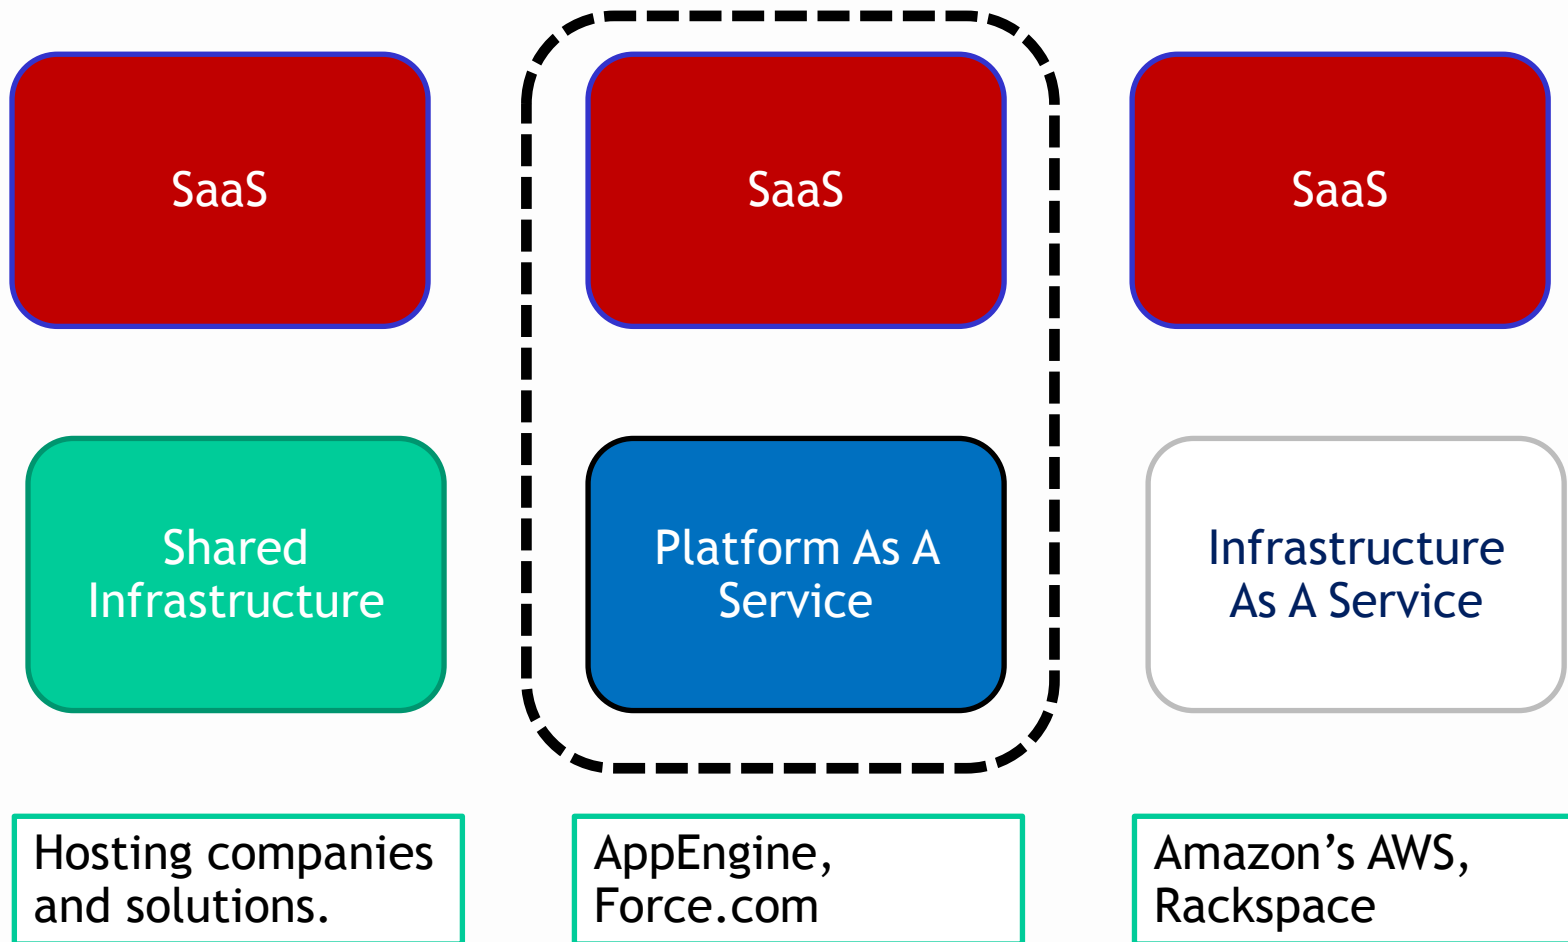 SaaS
SaaS
SaaS
Shared
Infrastructure
Platform As A
Service
Infrastructure
As A Service
Hosting companies
and solutions.
AppEngine,
Force.com
Amazon’s AWS,
Rackspace